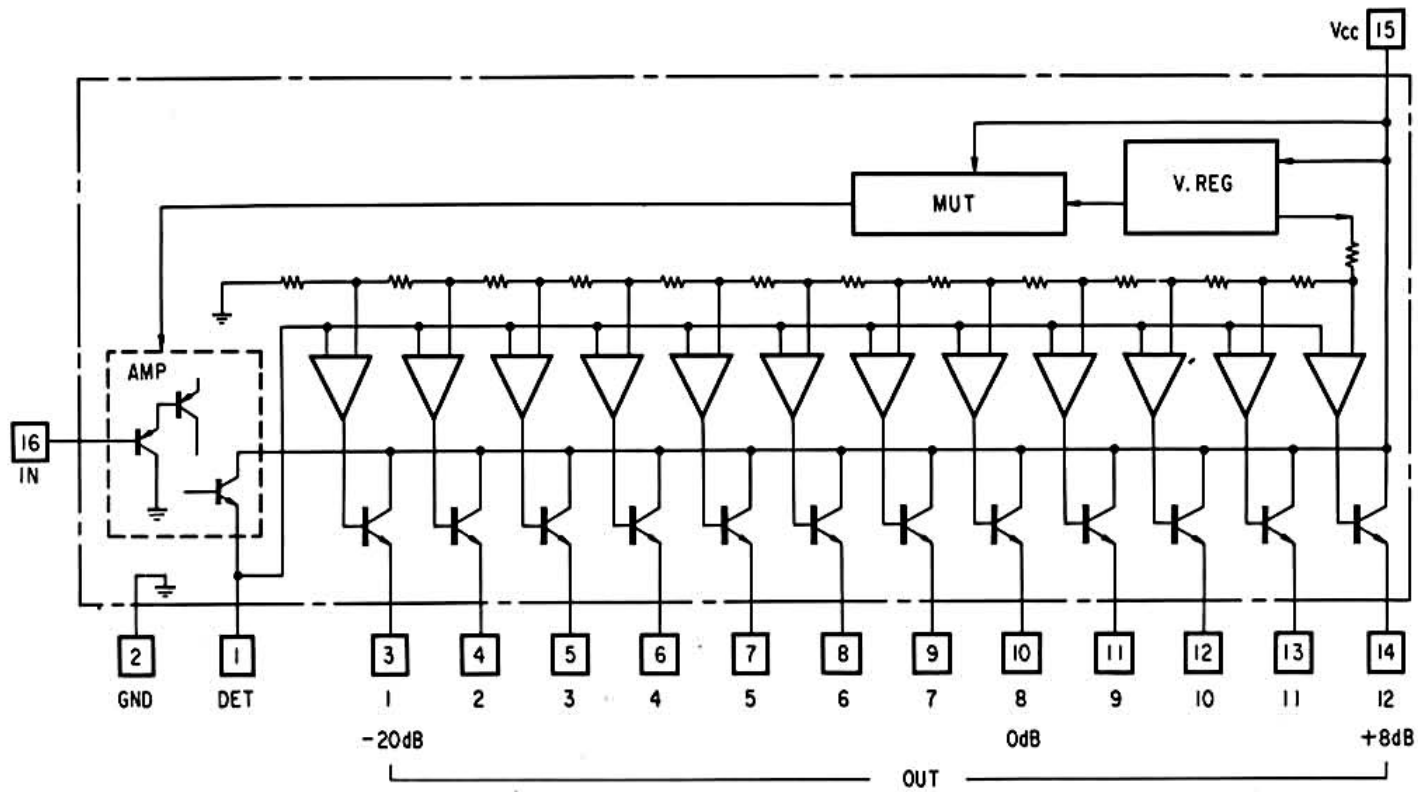 Vcc 15
V. REG
MUT
AMP
16
IN
2 1 3 4 5 6 7 8 9 10 11 12 13 14
GND DET 1 2 3 4 5 6 7 8 9 10 11 12
-20dB 0dB +8dB
OUT